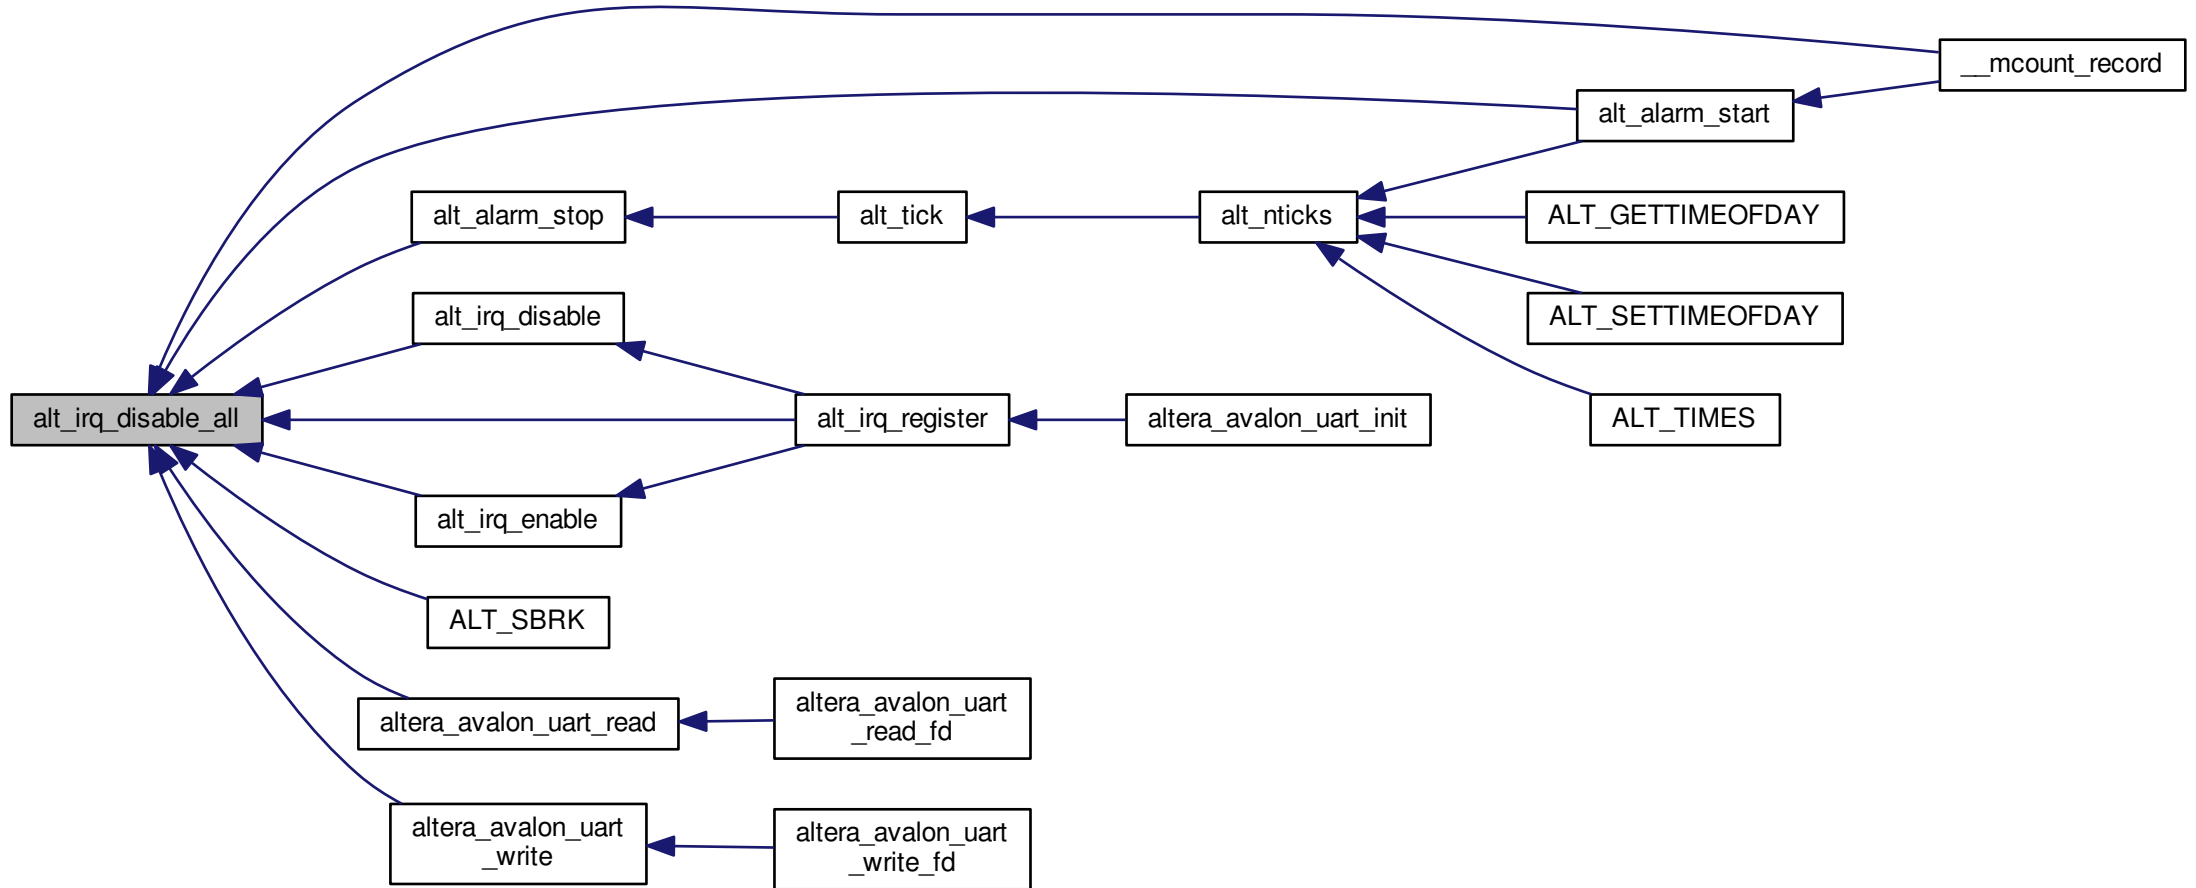 __mcount_record
alt_alarm_start
alt_alarm_stop
alt_tick
alt_nticks
ALT_GETTIMEOFDAY
alt_irq_disable
ALT_SETTIMEOFDAY
alt_irq_disable_all
alt_irq_register
altera_avalon_uart_init
ALT_TIMES
alt_irq_enable
ALT_SBRK
altera_avalon_uart_read
altera_avalon_uart
_read_fd
altera_avalon_uart
_write
altera_avalon_uart
_write_fd